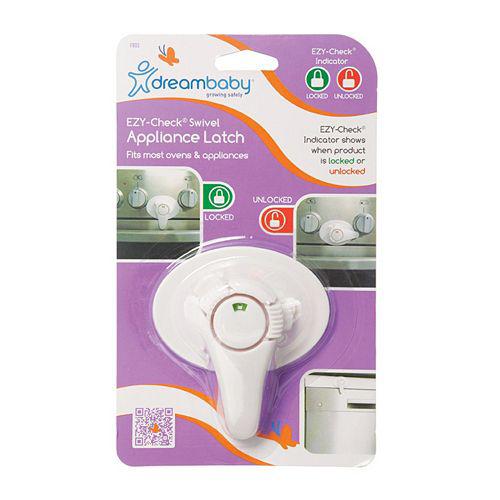 F833
dreambaby®
growing safely
EZY-Check®
Indicator
LOCKED
UNLOCKED
EZY-Check® Swivel
Appliance Latch
Fits most ovens & appliances
EZY-Check®
Indicator shows
when product
is locked or
unlocked
LOCKED
UNLOCKED